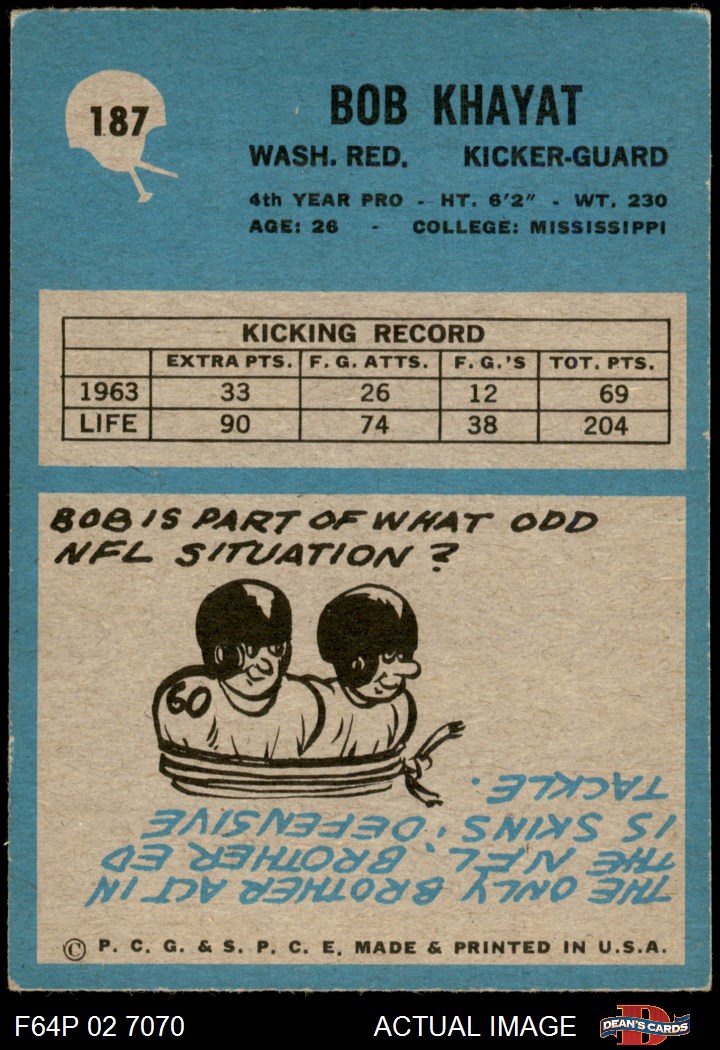 187
BOB KHAYAT
WASH. RED. KICKER-GUARD
4th YEAR PRO - HT. 6'2" - WT. 230
AGE: 26 - COLLEGE: MISSISSIPPI
KICKING RECORD
EXTRA PTS. F. G. ATTS. F. G.'S TOT. PTS.
1963 33 26 12 69
LIFE 90 74 38 204
BOB IS PART OF WHAT ODD
NFL SITUATION?
60
THE ONLY BROTHER ACT IN
THE NFL. BROTHER ED
IS SKINS' DEFENSIVE
TACKLE.
© P. C. G. & S. P. C. E. MADE & PRINTED IN U.S.A.
F64P 02 7070 ACTUAL IMAGE D DEAN'S CARDS